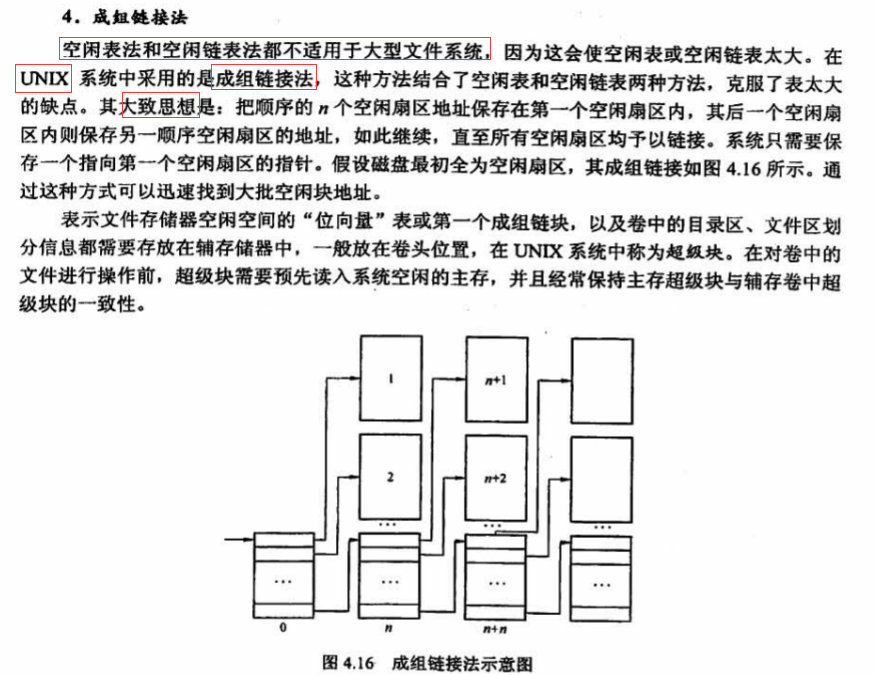 4. 成组链接法
空闲表法和空闲链表法都不适用于大型文件系统，因为这会使空闲表或空闲链表太大。在
UNIX 系统中采用的是成组链接法，这种方法结合了空闲表和空闲链表两种方法，克服了表太大
的缺点。其大致思想是：把顺序的 n 个空闲扇区地址保存在第一个空闲扇区内，其后一个空闲扇
区内则保存另一顺序空闲扇区的地址，如此继续，直至所有空闲扇区均予以链接。系统只需要保
存一个指向第一个空闲扇区的指针。假设磁盘最初全为空闲扇区，其成组链接如图 4.16 所示。通
过这种方式可以迅速找到大批空闲块地址。
表示文件存储器空闲空间的“位向量”表或第一个成组链块，以及卷中的目录区、文件区划
分信息都需要存放在辅存储器中，一般放在卷头位置，在 UNIX 系统中称为超级块。在对卷中的
文件进行操作前，超级块需要预先读入系统空闲的主存，并且经常保持主存超级块与辅存卷中超
级块的一致性。
1 n+1
2 n+2
… … …
… … … …
0 n n+n
图 4.16 成组链接法示意图